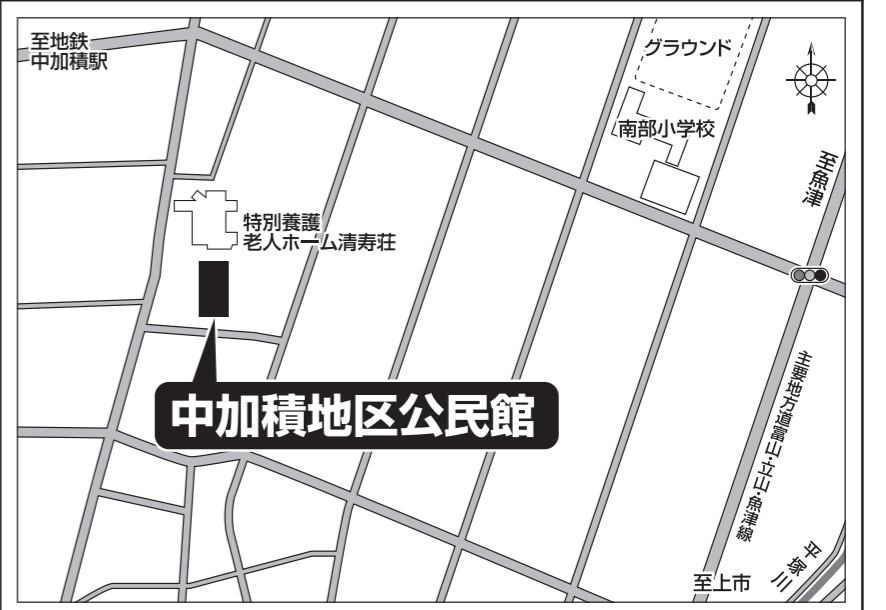 至地鉄
中加積駅
グラウンド
南部小学校
至魚津
特別養護
老人ホーム清寿荘
中加積地区公民館
主要地方道富山・立山・魚津線
至上市
平塚川